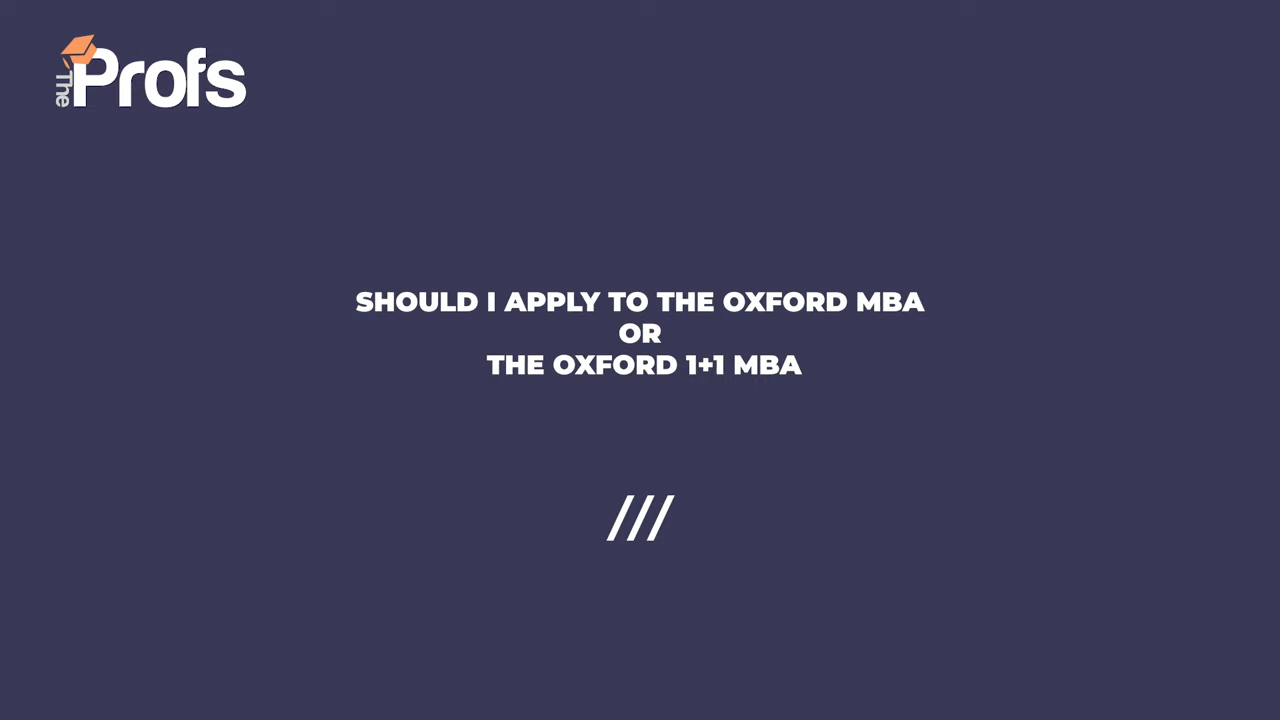 The Profs
SHOULD I APPLY TO THE OXFORD MBA
OR
THE OXFORD 1+1 MBA
///